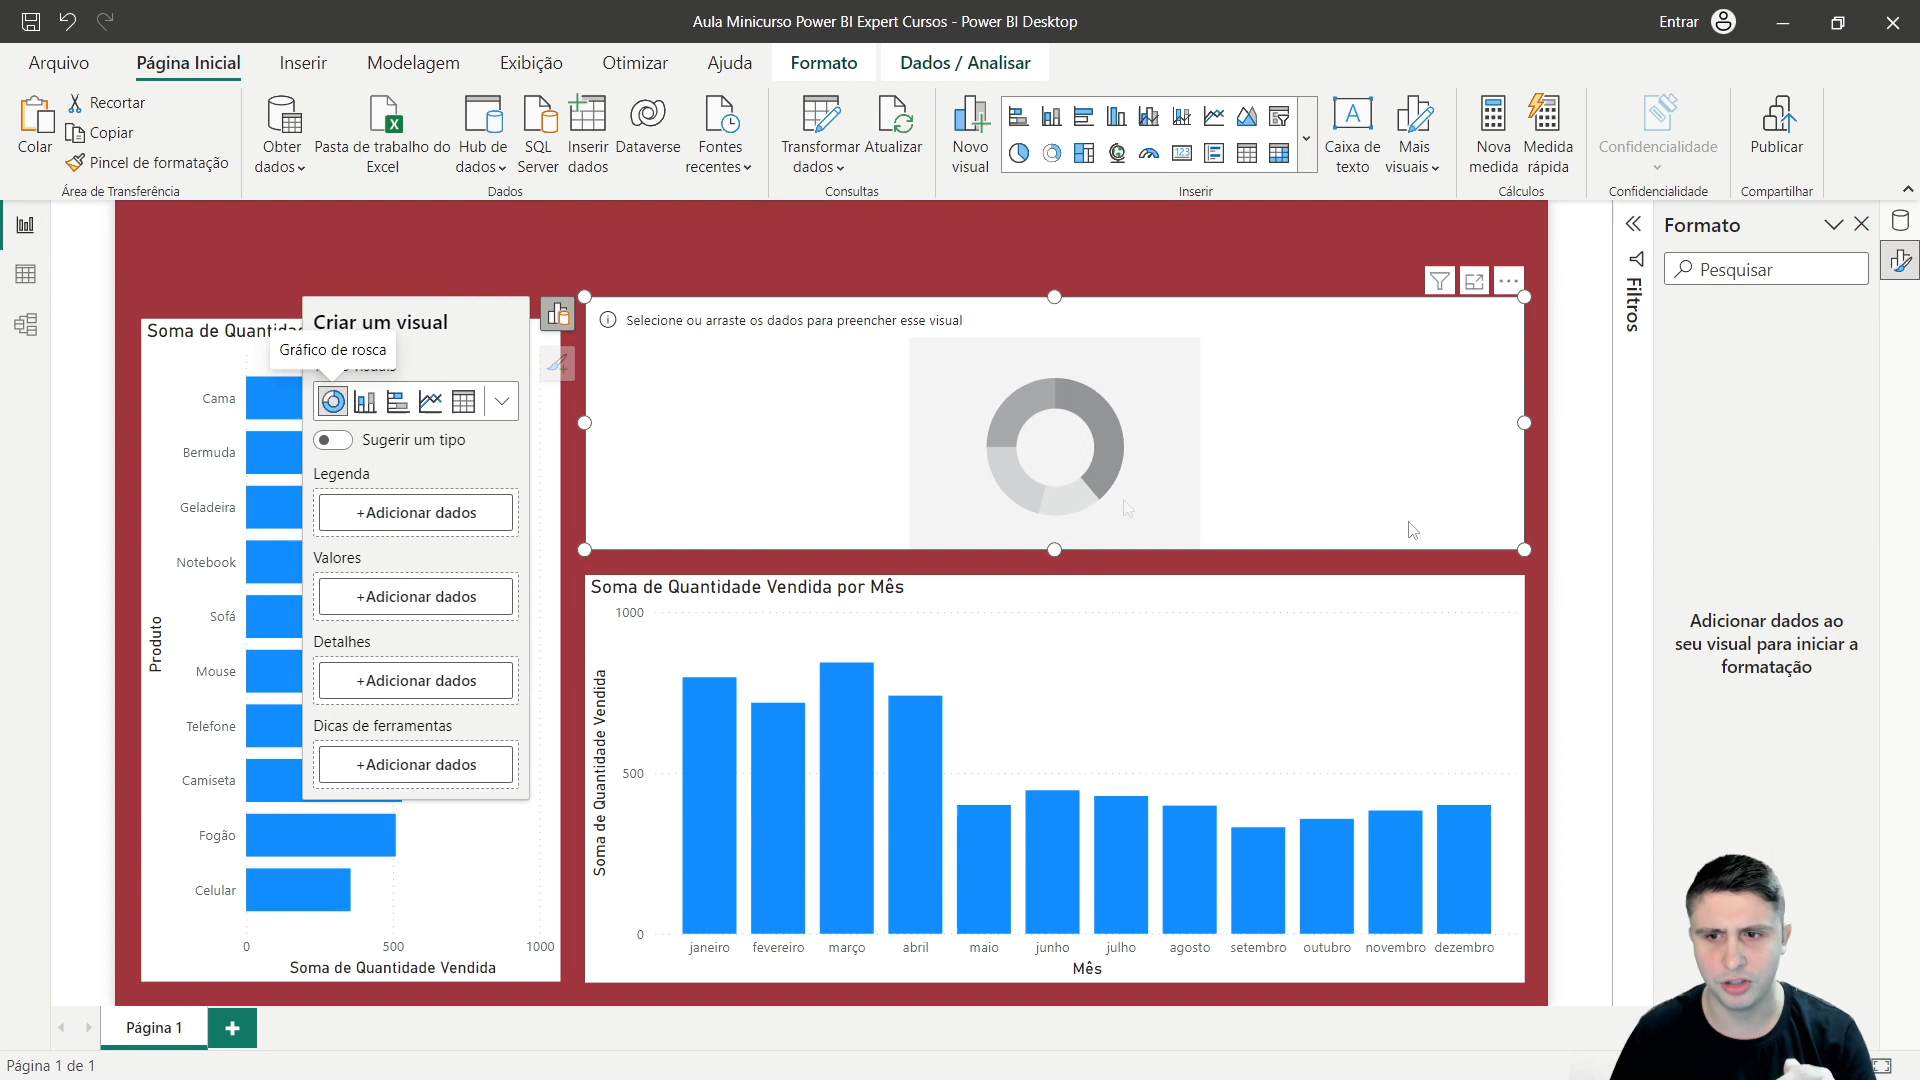 Aula Minicurso Power BI Expert Cursos - Power BI Desktop
Entrar
Arquivo
Página Inicial
Inserir
Modelagem
Exibição
Otimizar
Ajuda
Formato
Dados / Analisar
Colar
Recortar
Copiar
Pincel de formatação
Área de Transferência
Obter
dados
Pasta de trabalho do
Excel
Hub de
dados
SQL
Server
Inserir
dados
Dataverse
Fontes
recentes
Dados
Transformar
dados
Atualizar
Consultas
Novo
visual
Caixa de
texto
Mais
visuais
Inserir
Nova
medida
Medida
rápida
Cálculos
Confidencialidade
Confidencialidade
Publicar
Compartilhar
Soma de Quantida
Produto
Cama
Bermuda
Geladeira
Notebook
Sofá
Mouse
Telefone
Camiseta
Fogão
Celular
0
500
1000
Soma de Quantidade Vendida
Criar um visual
Gráfico de rosca
Sugerir um tipo
Legenda
+Adicionar dados
Valores
+Adicionar dados
Detalhes
+Adicionar dados
Dicas de ferramentas
+Adicionar dados
Selecione ou arraste os dados para preencher esse visual
Soma de Quantidade Vendida por Mês
Soma de Quantidade Vendida
1000
500
0
janeiro
fevereiro
março
abril
maio
junho
julho
agosto
setembro
outubro
novembro
dezembro
Mês
Filtros
Formato
Pesquisar
Adicionar dados ao
seu visual para iniciar a
formatação
Página 1
Página 1 de 1